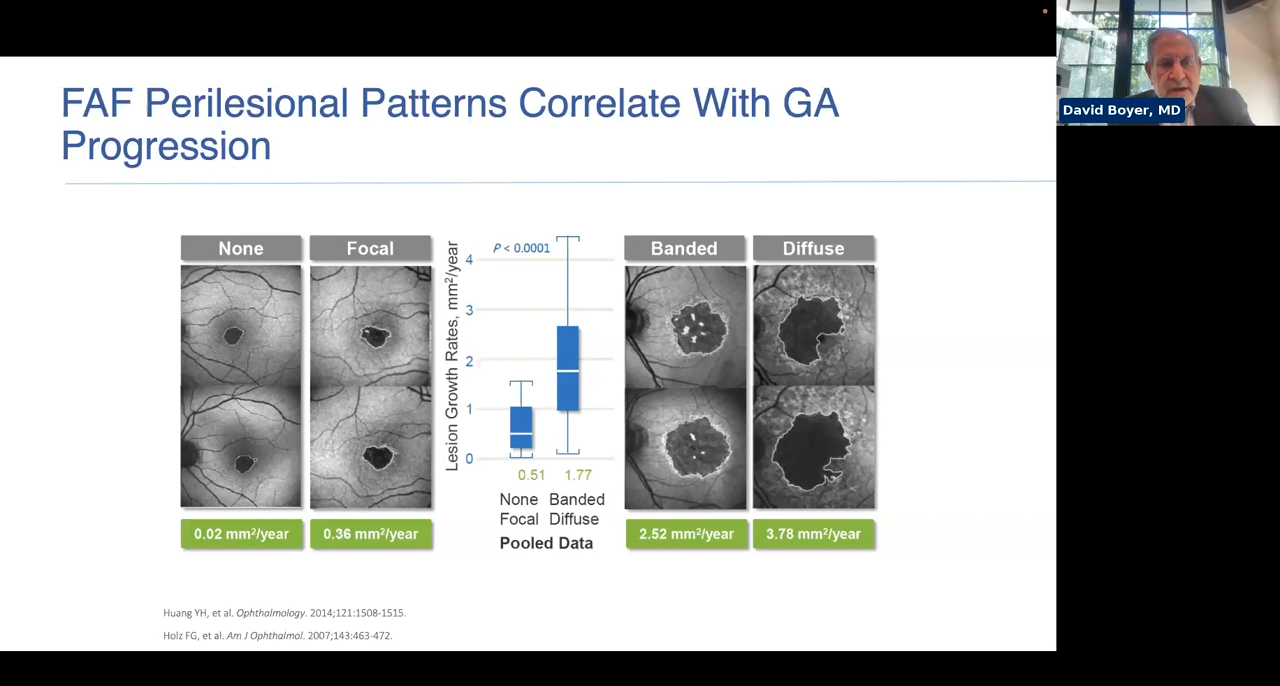 David Boyer, MD
FAF Perilesional Patterns Correlate With GA
Progression
None
Focal
Banded
Diffuse
Lesion Growth Rates, mm²/year
P < 0.0001
4
3
2
1
0
0.51 1.77
None Banded
Focal Diffuse
Pooled Data
0.02 mm²/year
0.36 mm²/year
2.52 mm²/year
3.78 mm²/year
Huang YH, et al. Ophthalmology. 2014;121:1508-1515.
Holz FG, et al. Am J Ophthalmol. 2007;143:463-472.